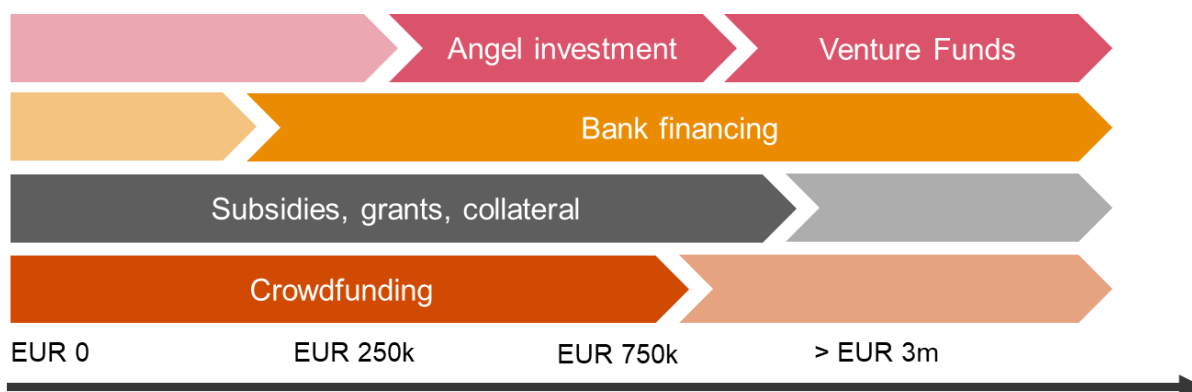 Angel investment
Venture Funds
Bank financing
Subsidies, grants, collateral
Crowdfunding
EUR 0
EUR 250k
EUR 750k
> EUR 3m